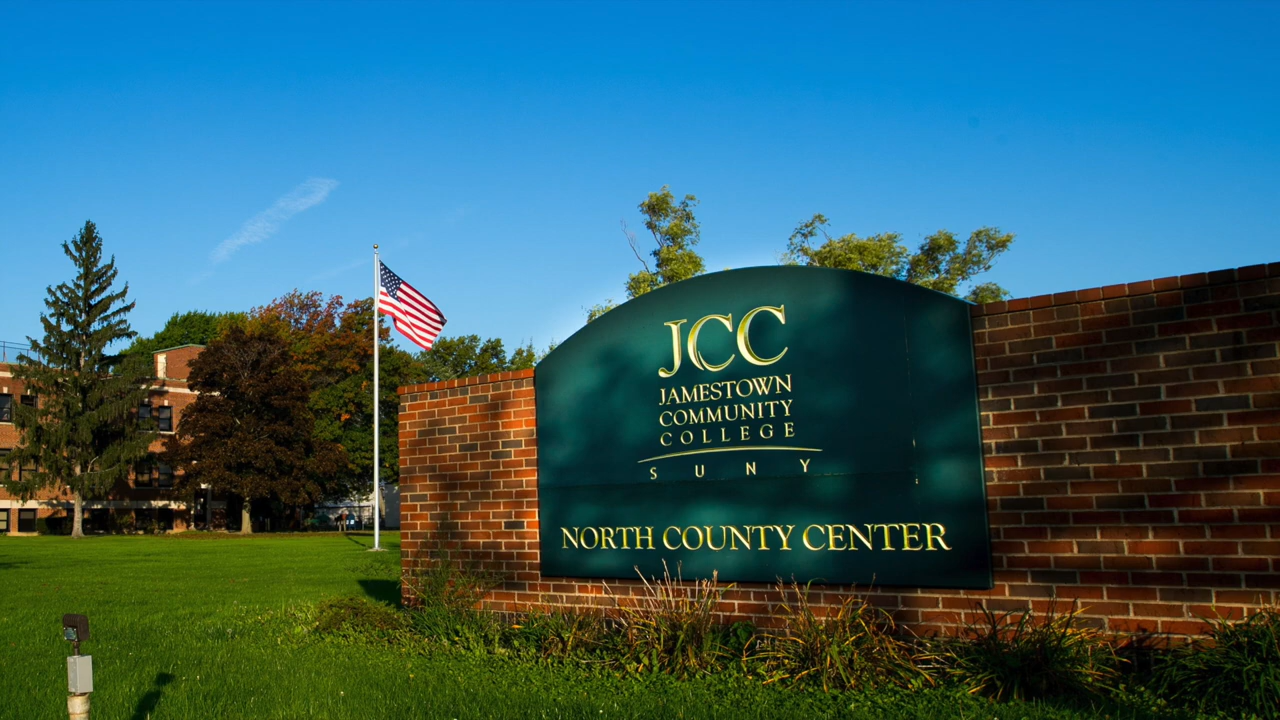 JCC
JAMESTOWN
COMMUNITY
COLLEGE
SUNY
NORTH COUNTY CENTER